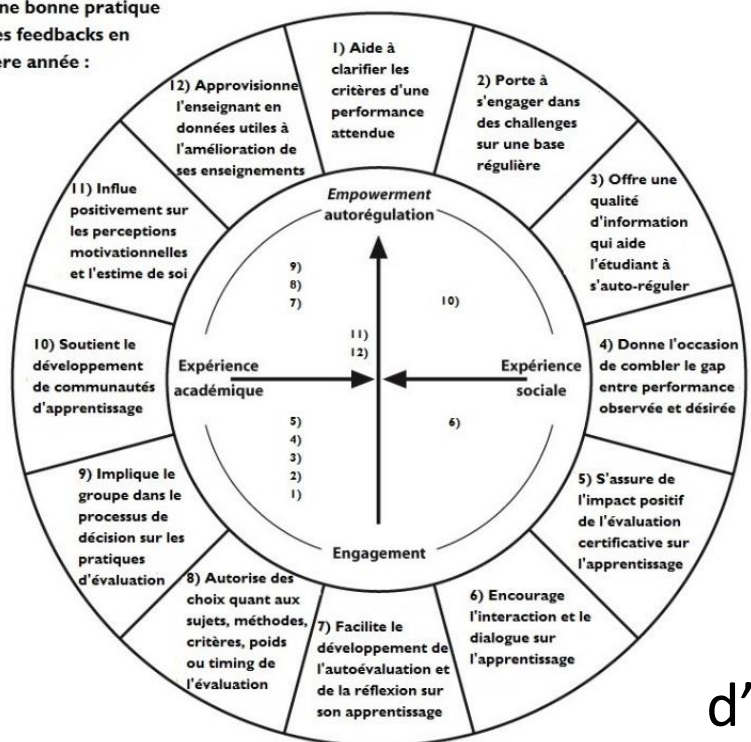 ne bonne pratique
es feedbacks en
ère année :
1) Aide à
clarifier les
critères d'une
performance
attendue
2) Porte à
s'engager dans
des challenges
sur une base
régulière
3) Offre une
qualité
d'information
qui aide
l'étudiant à
s'auto-réguler
4) Donne l'occasion
de combler le gap
entre performance
observée et désirée
5) S'assure de
l'impact positif
de l'évaluation
certificative sur
l'apprentissage
6) Encourage
l'interaction et le
dialogue sur
l'apprentissage
7) Facilite le
développement de
l'autoévaluation et
de la réflexion sur
son apprentissage
8) Autorise des
choix quant aux
sujets, méthodes,
critères, poids
ou timing de
l'évaluation
9) Implique le
groupe dans le
processus de
décision sur les
pratiques
d'évaluation
10) Soutient le
développement
de communautés
d'apprentissage
11) Influe
positivement sur
les perceptions
motivationnelles
et l'estime de soi
12) Approvisionne
l'enseignant en
données utiles à
l'amélioration de
ses enseignements
Empowerment
autorégulation
9)
8)
7)
10)
11)
12)
Expérience
académique
Expérience
sociale
5)
4)
3)
2)
1)
6)
Engagement
d'